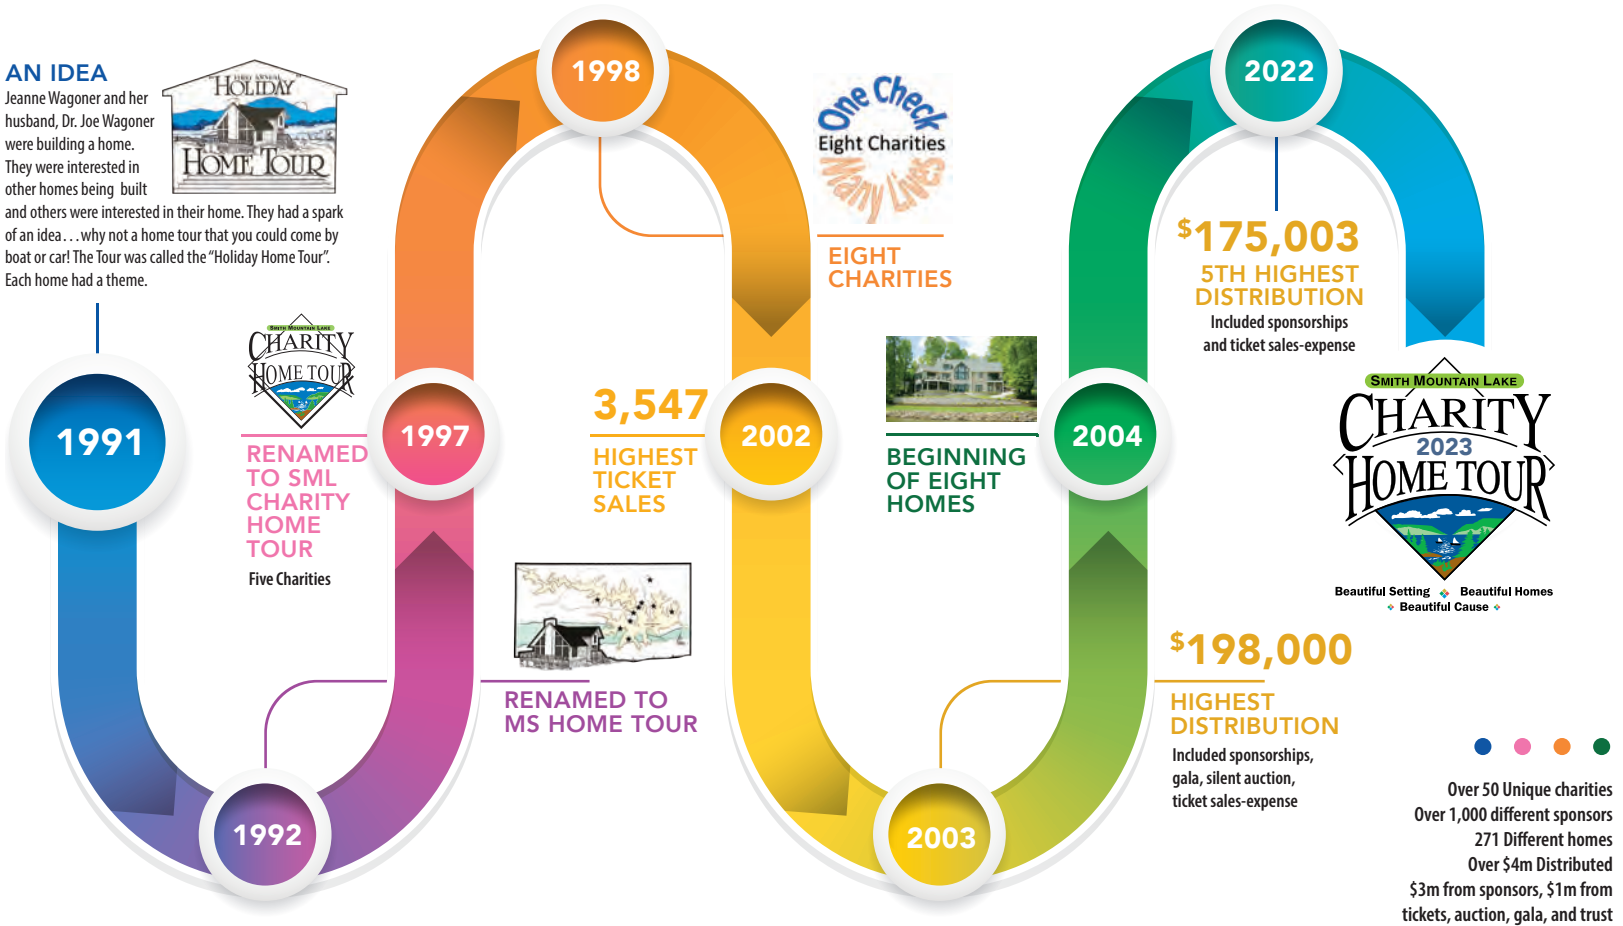 AN IDEA
Jeanne Wagoner and her
husband, Dr. Joe Wagoner
were building a home.
They were interested in
other homes being built
and others were interested in their home. They had a spark
of an idea…why not a home tour that you could come by
boat or car! The Tour was called the “Holiday Home Tour”.
Each home had a theme.
HOLIDAY
HOME TOUR
1991
1992
RENAMED TO
MS HOME TOUR
SMITH MOUNTAIN LAKE
CHARITY
HOME TOUR
RENAMED
TO SML
CHARITY
HOME
TOUR
Five Charities
1997
1998
One Check
Eight Charities
Many Lives
EIGHT
CHARITIES
3,547
HIGHEST
TICKET
SALES
2002
2003
$198,000
HIGHEST
DISTRIBUTION
Included sponsorships,
gala, silent auction,
ticket sales-expense
BEGINNING
OF EIGHT
HOMES
2004
2022
$175,003
5TH HIGHEST
DISTRIBUTION
Included sponsorships
and ticket sales-expense
SMITH MOUNTAIN LAKE
CHARITY
2023
HOME TOUR
Beautiful Setting Beautiful Homes
Beautiful Cause
Over 50 Unique charities
Over 1,000 different sponsors
271 Different homes
Over $4m Distributed
$3m from sponsors, $1m from
tickets, auction, gala, and trust